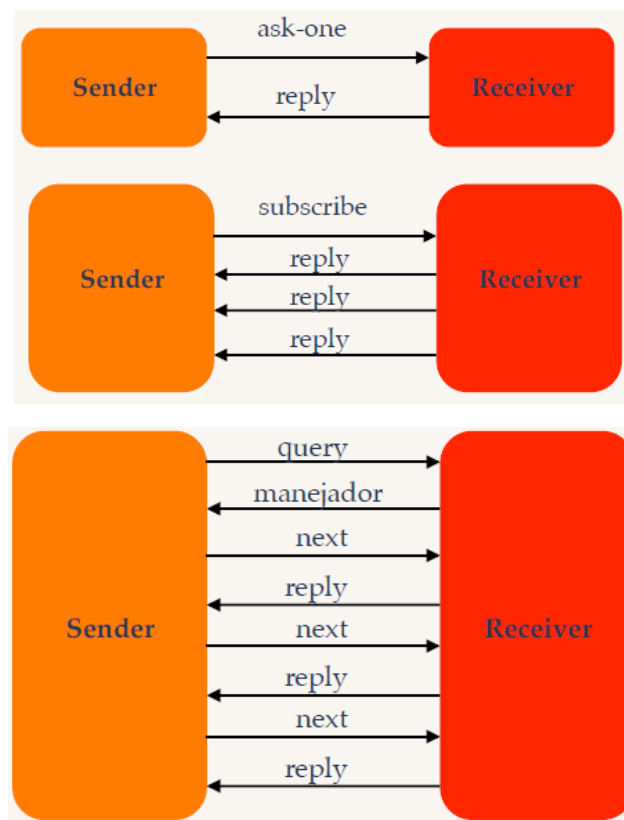 ask-one
Sender
Receiver
reply
subscribe
reply
Sender
Receiver
reply
reply
query
manejador
next
reply
Sender
Receiver
next
reply
next
reply